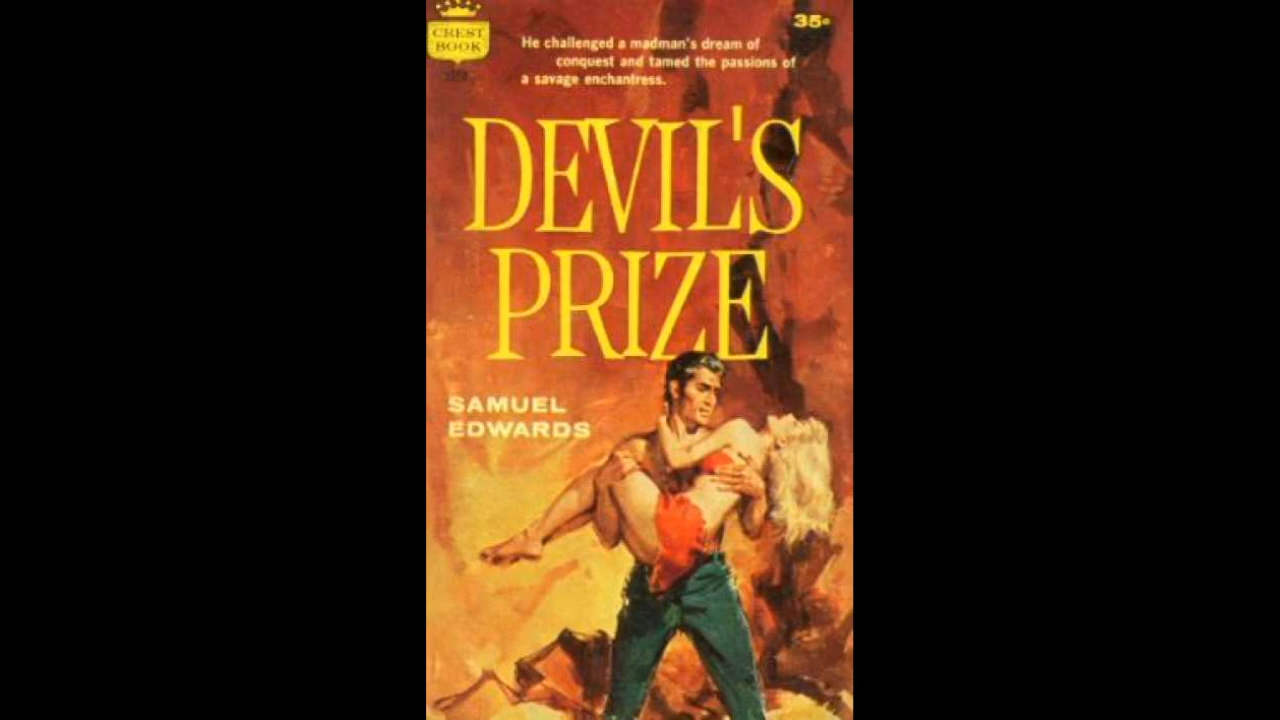 CREST
BOOK
35¢
He challenged a madman's dream of
conquest and tamed the passions of
a savage enchantress.
DEVIL'S
PRIZE
SAMUEL
EDWARDS